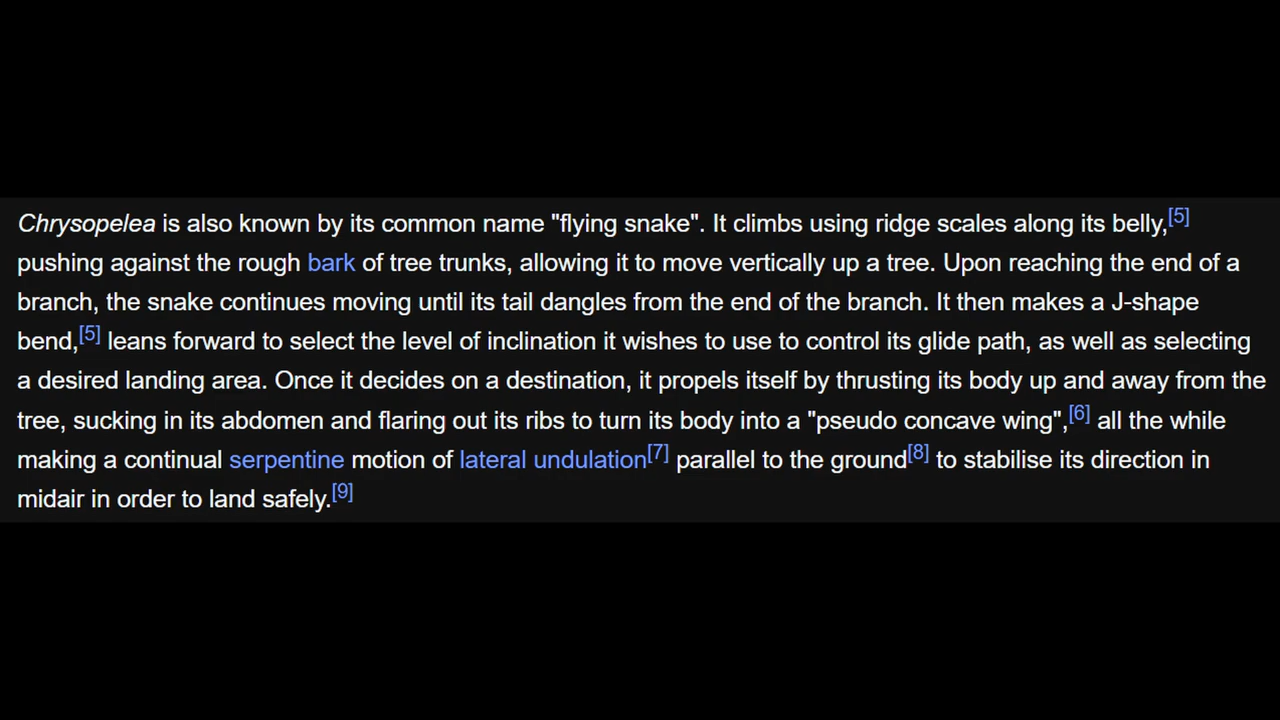 Chrysopelea is also known by its common name "flying snake". It climbs using ridge scales along its belly,[5]
pushing against the rough bark of tree trunks, allowing it to move vertically up a tree. Upon reaching the end of a
branch, the snake continues moving until its tail dangles from the end of the branch. It then makes a J-shape
bend,[5] leans forward to select the level of inclination it wishes to use to control its glide path, as well as selecting
a desired landing area. Once it decides on a destination, it propels itself by thrusting its body up and away from the
tree, sucking in its abdomen and flaring out its ribs to turn its body into a "pseudo concave wing",[6] all the while
making a continual serpentine motion of lateral undulation[7] parallel to the ground[8] to stabilise its direction in
midair in order to land safely.[9]